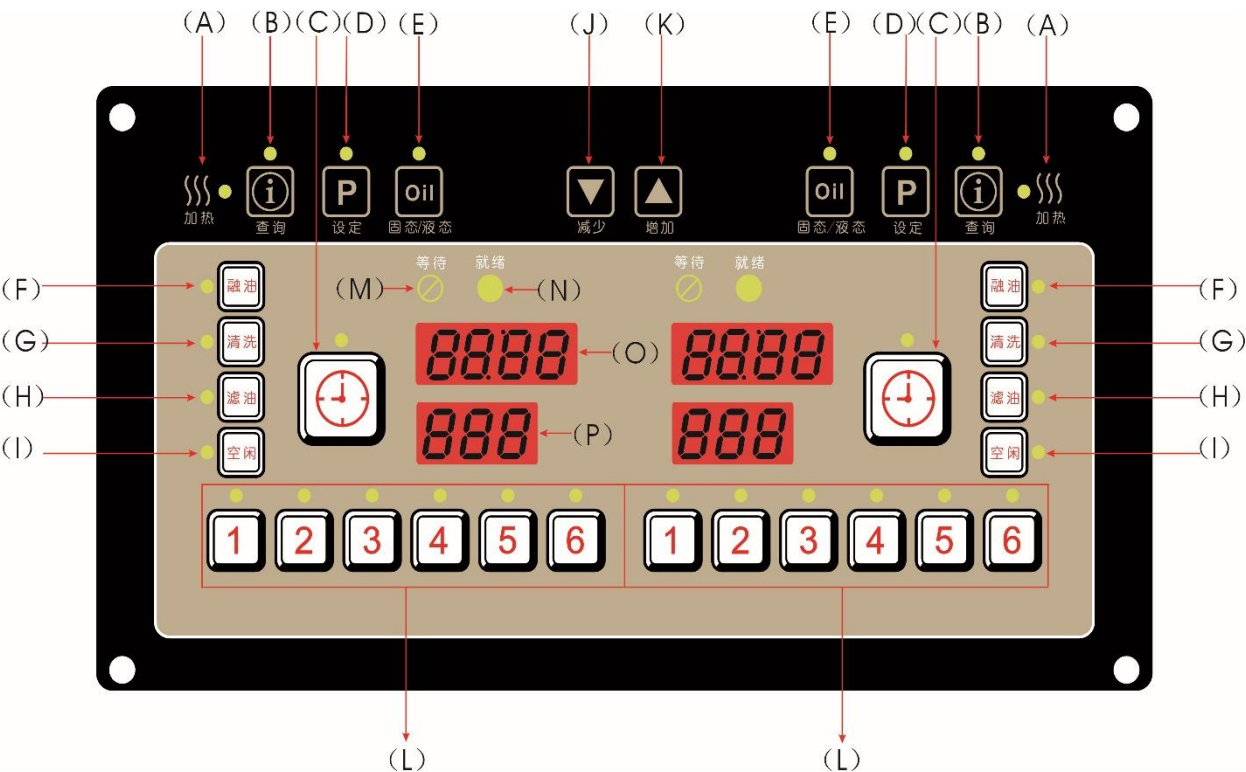 (A) (B)(C)(D) (E) (J) (K) (E) (D)(C)(B) (A)
P Oil Oil P
加热 查询 设定 固态/液态 减少 增加 固态/液态 设定 查询 加热
等待 就绪 等待 就绪
(F) 融油 (M) (N) 融油 (F)
(G) 清洗 88:88 (O) 88:88 清洗 (G)
(H) 滤油 滤油 (H)
(I) 空闲 888 (P) 888 空闲 (I)
1 2 3 4 5 6 1 2 3 4 5 6
(L) (L)